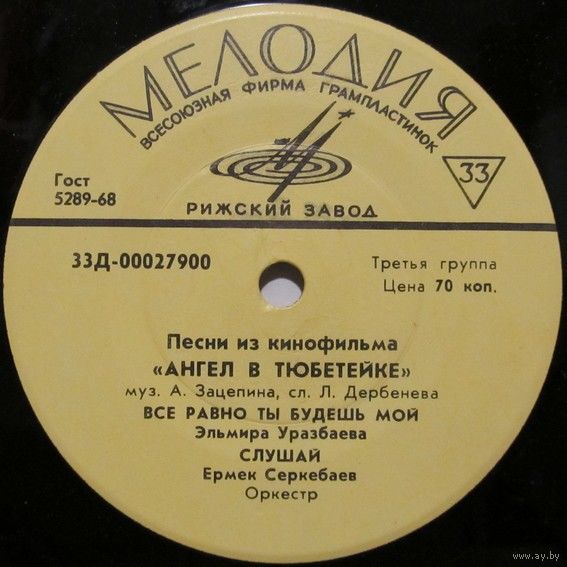 МЕЛОДИЯ
ВСЕСОЮЗНАЯ ФИРМА ГРАМПЛАСТИНОК
33
Гост
5289-68
РИЖСКИЙ ЗАВОД
33Д-00027900
Третья группа
Цена 70 коп.
Песни из кинофильма
«АНГЕЛ В ТЮБЕТЕЙКЕ»
муз. А. Зацепина, сл. Л. Дербенева
ВСЕ РАВНО ТЫ БУДЕШЬ МОЙ
Эльмира Уразбаева
СЛУШАЙ
Ермек Серкебаев
Оркестр
www.ay.by